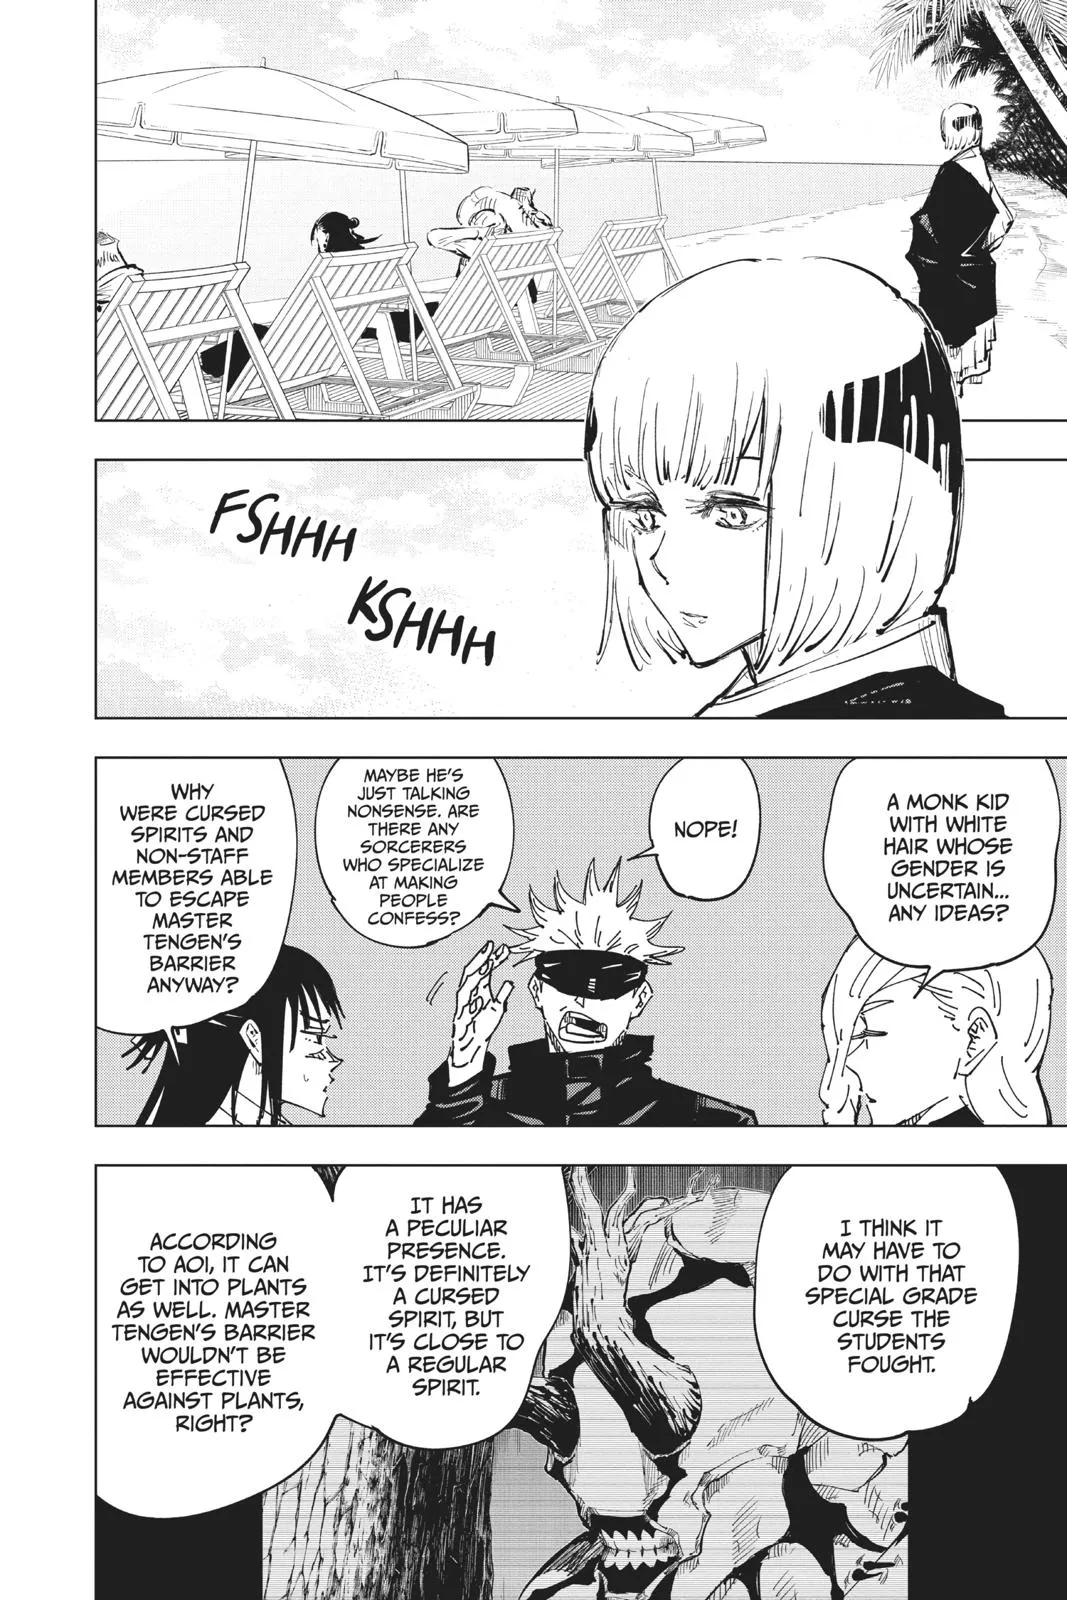 FSHHH
KSHHH
A MONK KID
WITH WHITE
HAIR WHOSE
GENDER IS
UNCERTAIN...
ANY IDEAS?
NOPE!
MAYBE HE'S
JUST TALKING
NONSENSE. ARE
THERE ANY
SORCERERS
WHO SPECIALIZE
AT MAKING
PEOPLE
CONFESS?
WHY
WERE CURSED
SPIRITS AND
NON-STAFF
MEMBERS ABLE
TO ESCAPE
MASTER
TENGEN'S
BARRIER
ANYWAY?
I THINK IT
MAY HAVE TO
DO WITH THAT
SPECIAL GRADE
CURSE THE
STUDENTS
FOUGHT.
IT HAS
A PECULIAR
PRESENCE.
IT'S DEFINITELY
A CURSED
SPIRIT, BUT
IT'S CLOSE TO
A REGULAR
SPIRIT.
ACCORDING
TO AOI, IT CAN
GET INTO PLANTS
AS WELL. MASTER
TENGEN'S BARRIER
WOULDN'T BE
EFFECTIVE
AGAINST PLANTS,
RIGHT?